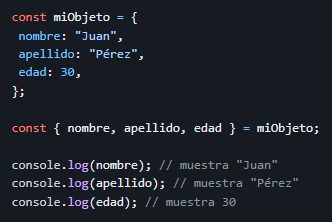 const miObjeto = {
 nombre: "Juan",
 apellido: "Pérez",
 edad: 30,
};

const { nombre, apellido, edad } = miObjeto;

console.log(nombre); // muestra "Juan"
console.log(apellido); // muestra "Pérez"
console.log(edad); // muestra 30